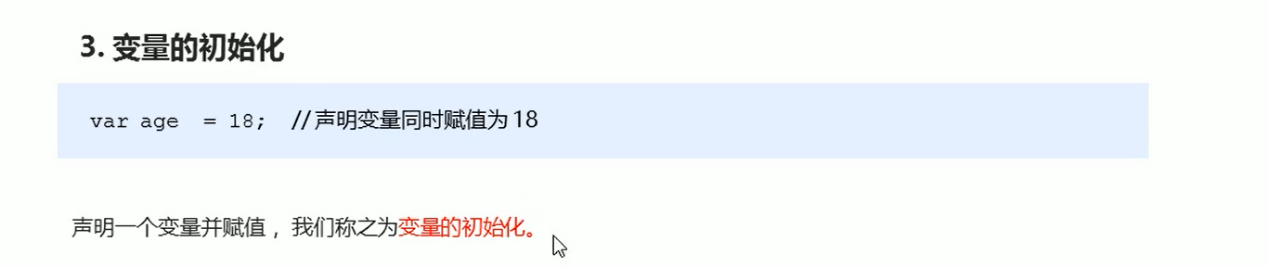 3. 变量的初始化
var age  = 18;  //声明变量同时赋值为 18
声明一个变量并赋值，我们称之为变量的初始化。